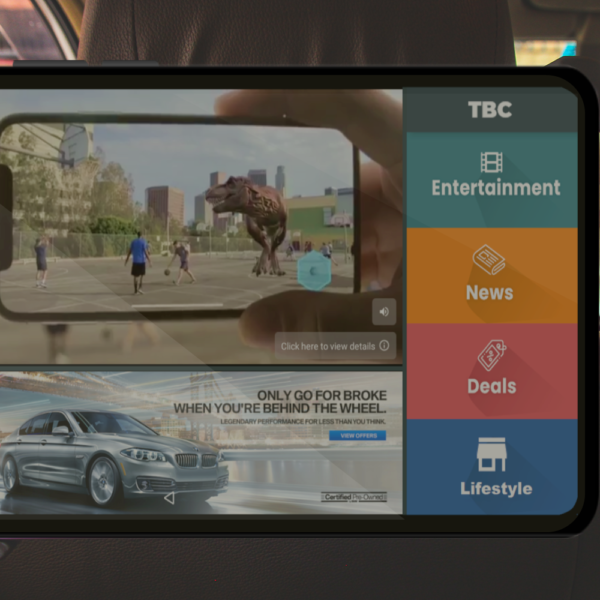 TBC
Entertainment
News
Deals
Lifestyle
Click here to view details
ONLY GO FOR BROKE
WHEN YOU'RE BEHIND THE WHEEL.
LEGENDARY PERFORMANCE FOR LESS THAN YOU THINK.
VIEW OFFERS
Certified Pre-Owned